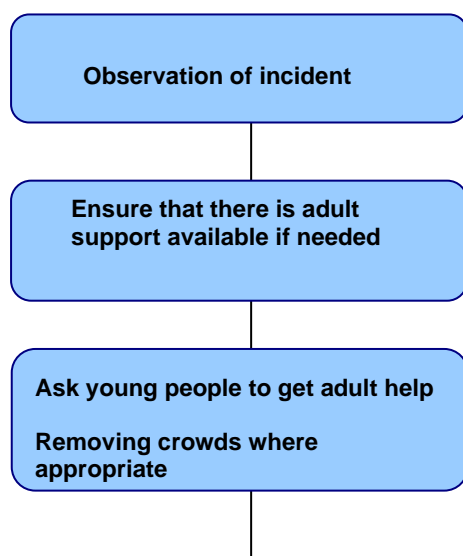 Observation of incident
Ensure that there is adult
support available if needed
Ask young people to get adult help
Removing crowds where
appropriate